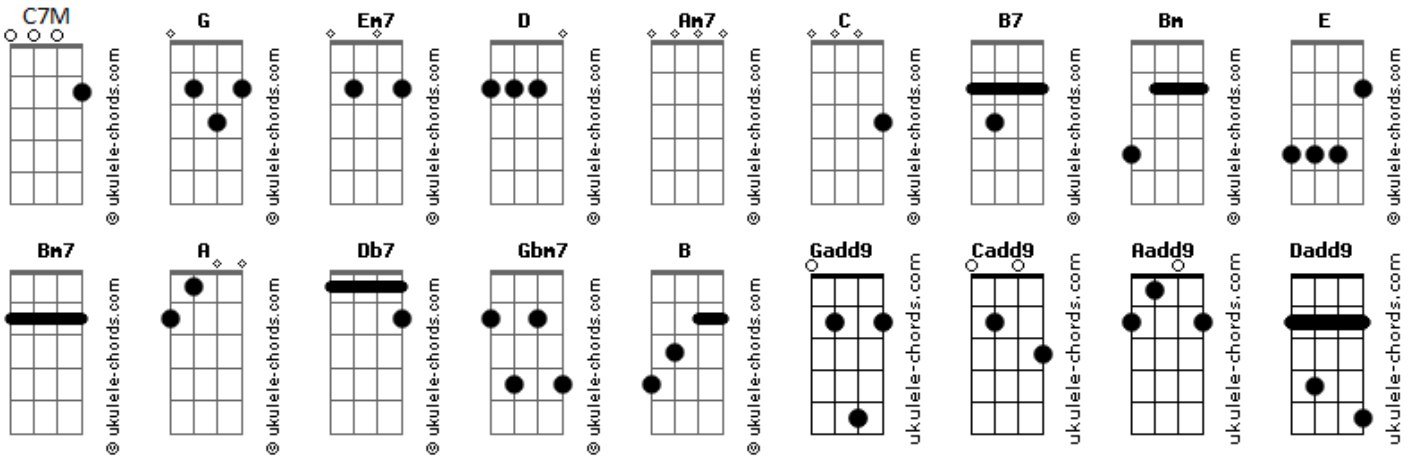 C7M G Em7 D Am7 C B7 Bm E
© ukulele-chords.com © ukulele-chords.com © ukulele-chords.com © ukulele-chords.com © ukulele-chords.com © ukulele-chords.com © ukulele-chords.com © ukulele-chords.com © ukulele-chords.com
Bm7 A Db7 Gbm7 B Gadd9 Cadd9 Aadd9 Dadd9
© ukulele-chords.com © ukulele-chords.com © ukulele-chords.com © ukulele-chords.com © ukulele-chords.com ukulele-chords.com ukulele-chords.com ukulele-chords.com ukulele-chords.com